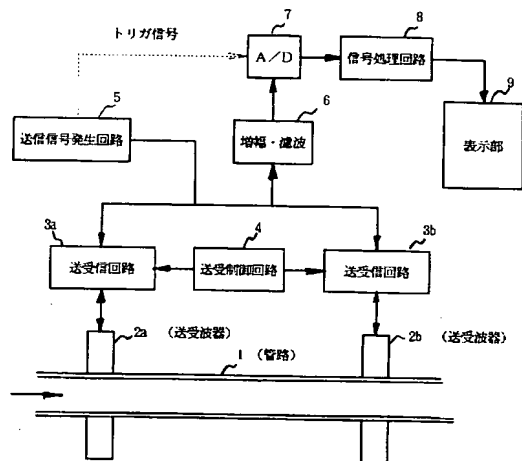 トリガ信号
7
A/D
8
信号処理回路
9
表示部
5
送信信号発生回路
6
増幅・濾波
3a
送受信回路
4
送受制御回路
3b
送受信回路
2a (送受波器)
1 (管路)
2b (送受波器)